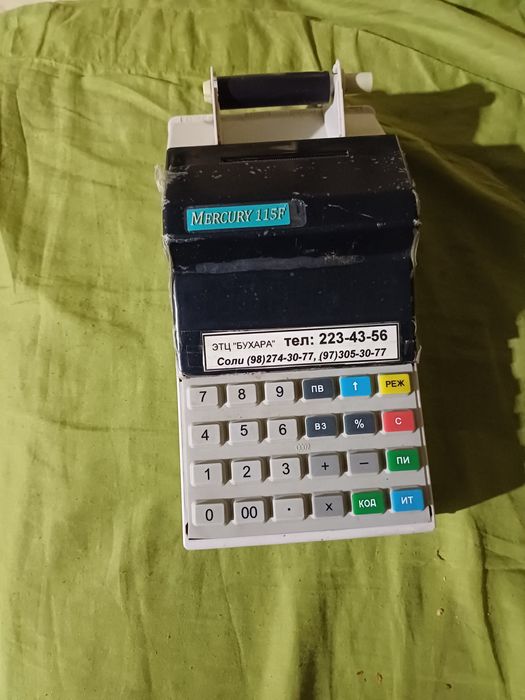 MERCURY 115F
ЭТЦ "БУХАРА" тел: 223-43-56
Соли (98)274-30-77, (97)305-30-77
7 8 9 ПВ ↑ РЕЖ
4 5 6 ВЗ % С
1 2 3 + − ПИ
0 00 · X КОД ИТ